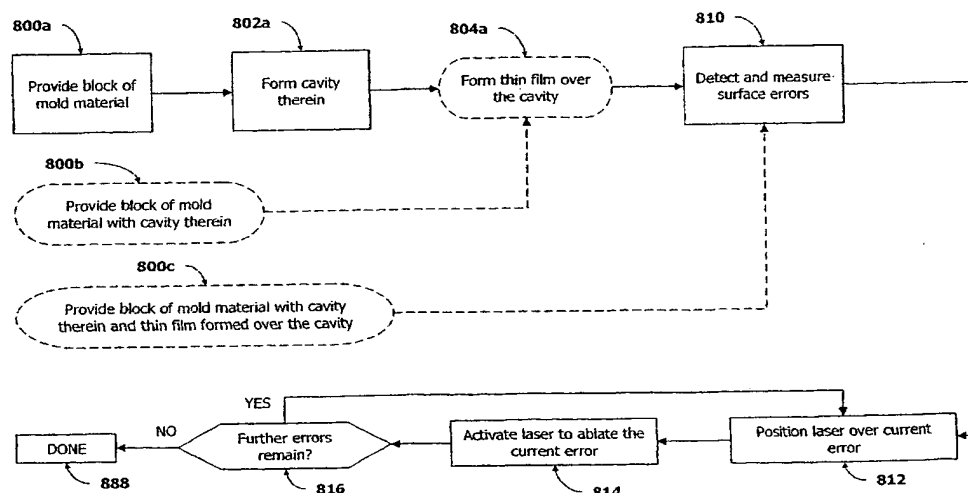 800a
802a
804a
810
Provide block of
mold material
Form cavity
therein
Form thin film over
the cavity
Detect and measure
surface errors
800b
Provide block of mold
material with cavity therein
800c
Provide block of mold material with cavity
therein and thin film formed over the cavity
YES
NO
DONE
Further errors
remain?
Activate laser to ablate the
current error
Position laser over current
error
888
816
814
812